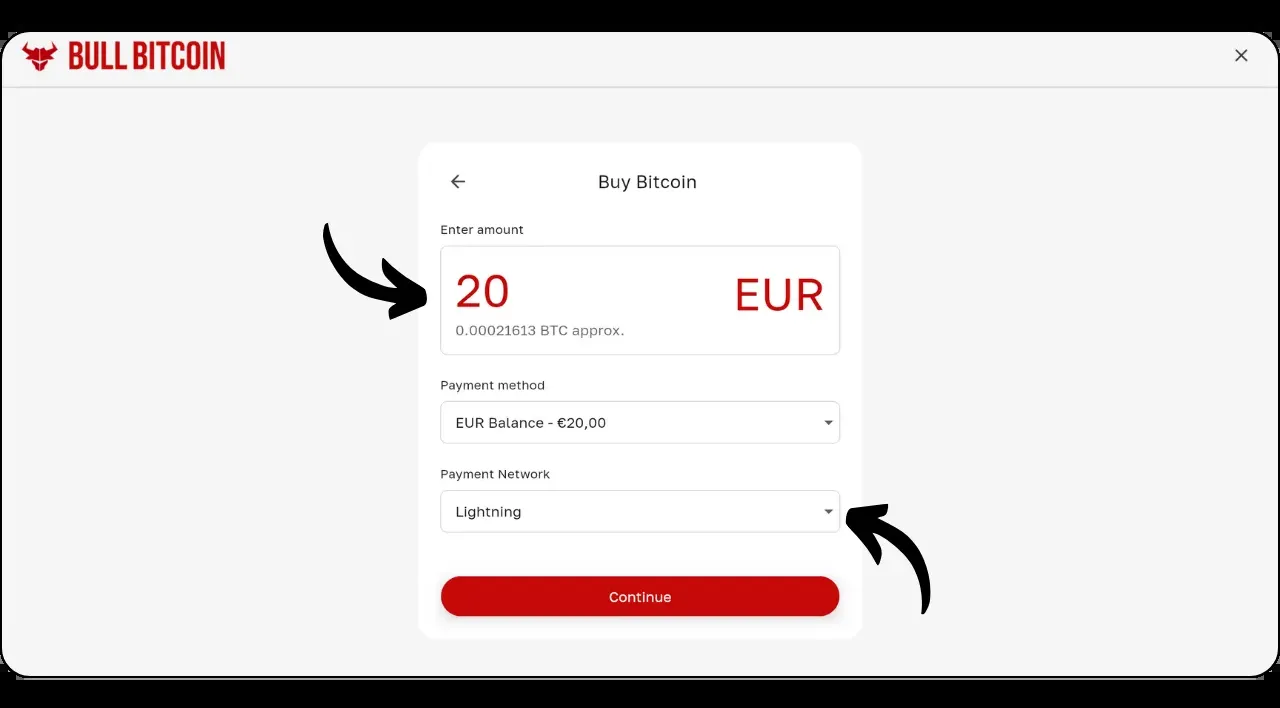 BULL BITCOIN
Buy Bitcoin
Enter amount
20 EUR
0.00021613 BTC approx.
Payment method
EUR Balance - €20,00
Payment Network
Lightning
Continue